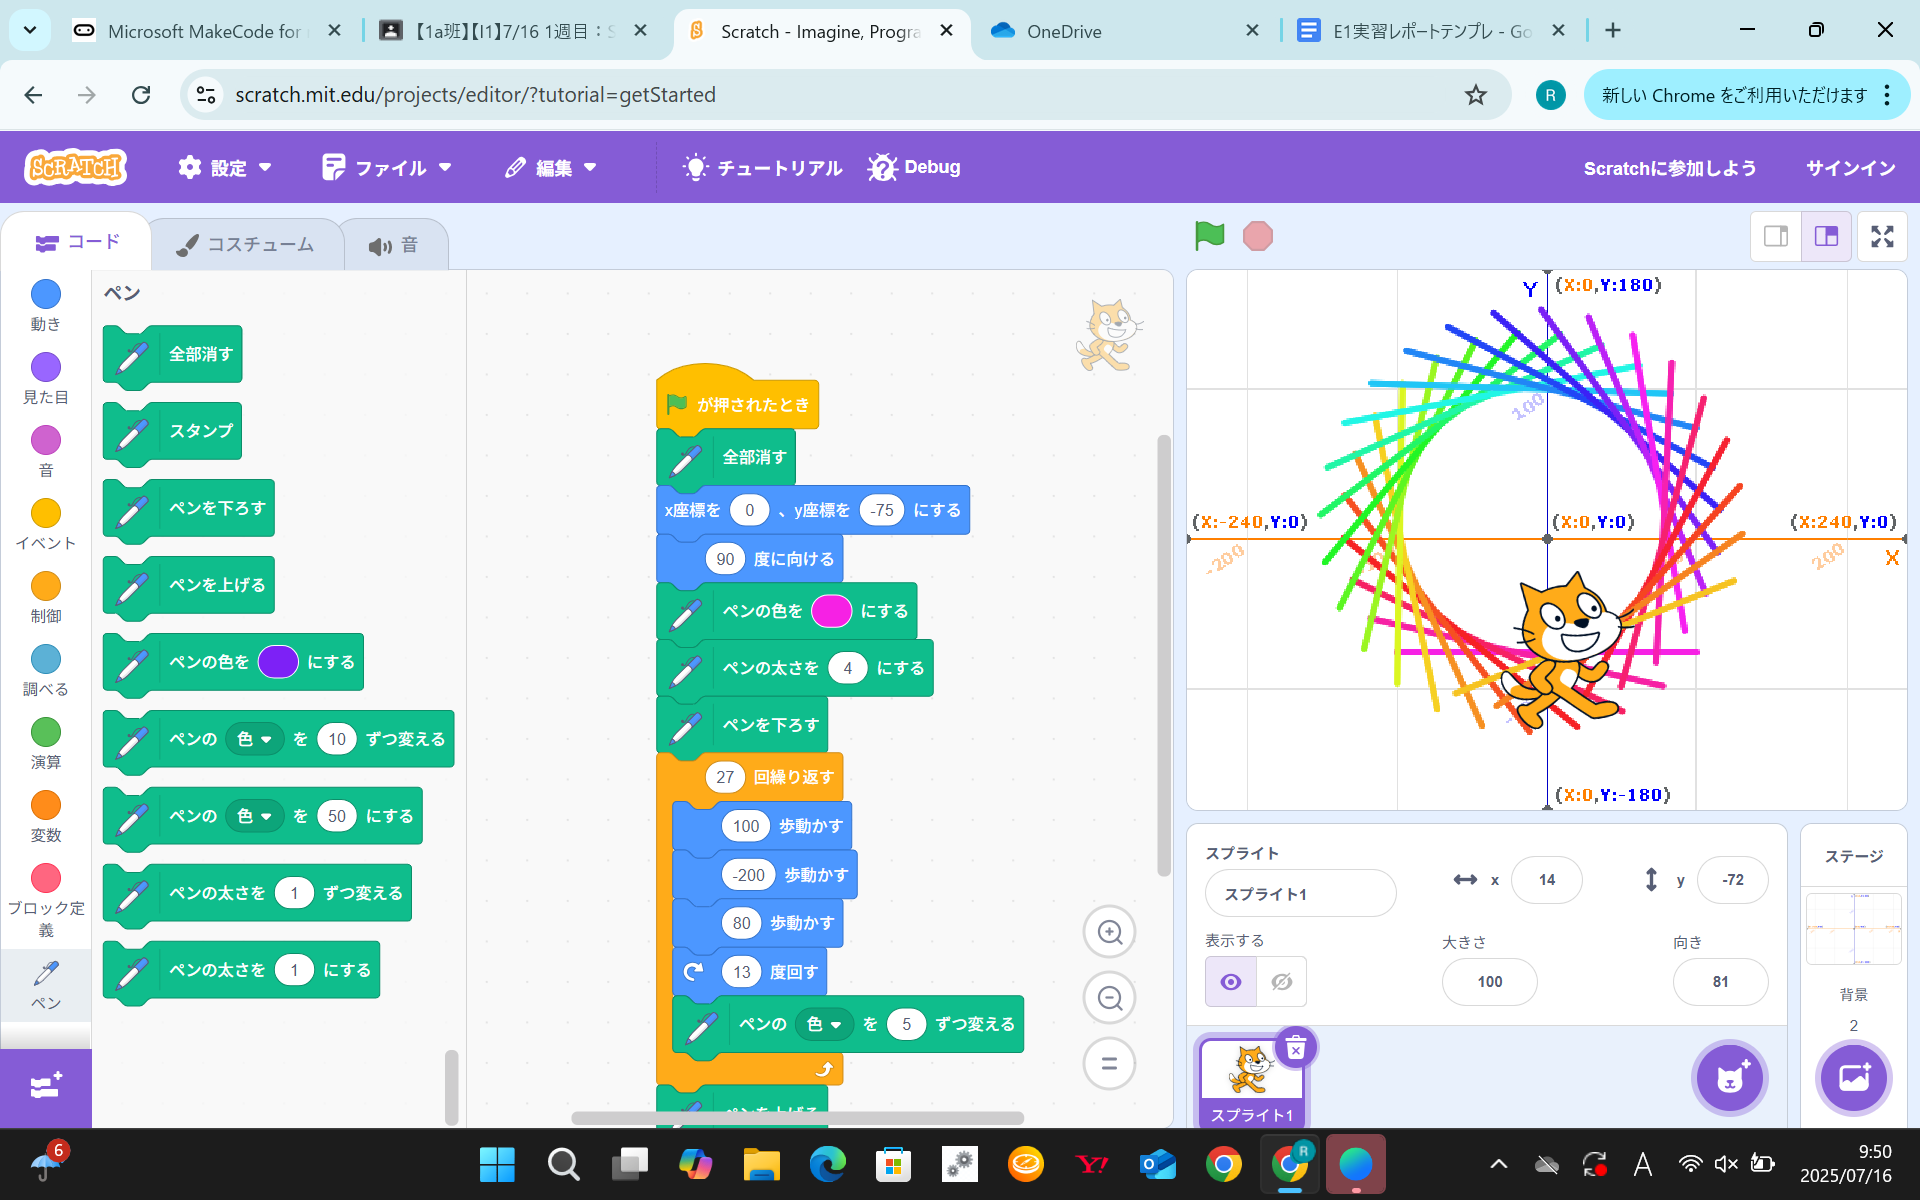 Microsoft MakeCode for
【1a班】【I1】7/16 1週目：S
Scratch - Imagine, Progra
OneDrive
E1実習レポートテンプレ - Go
scratch.mit.edu/projects/editor/?tutorial=getStarted
R
新しい Chrome をご利用いただけます
SCRATCH
設定
ファイル
編集
チュートリアル
Debug
Scratchに参加しよう
サインイン
コード
コスチューム
音
動き
見た目
音
イベント
制御
調べる
演算
変数
ブロック定義
ペン
ペン
全部消す
スタンプ
ペンを下ろす
ペンを上げる
ペンの色を にする
ペンの 色 を 10 ずつ変える
ペンの 色 を 50 にする
ペンの太さを 1 ずつ変える
ペンの太さを 1 にする
が押されたとき
全部消す
x座標を 0 、y座標を -75 にする
90 度に向ける
ペンの色を にする
ペンの太さを 4 にする
ペンを下ろす
27 回繰り返す
100 歩動かす
-200 歩動かす
80 歩動かす
13 度回す
ペンの 色 を 5 ずつ変える
ペンを上げる
Y
(X:0,Y:180)
100
(X:-240,Y:0)
(X:0,Y:0)
(X:240,Y:0)
-200
200
X
(X:0,Y:-180)
スプライト
スプライト1
x 14
y -72
表示する
大きさ
100
向き
81
スプライト1
ステージ
背景
2
6
R
A
9:50
2025/07/16